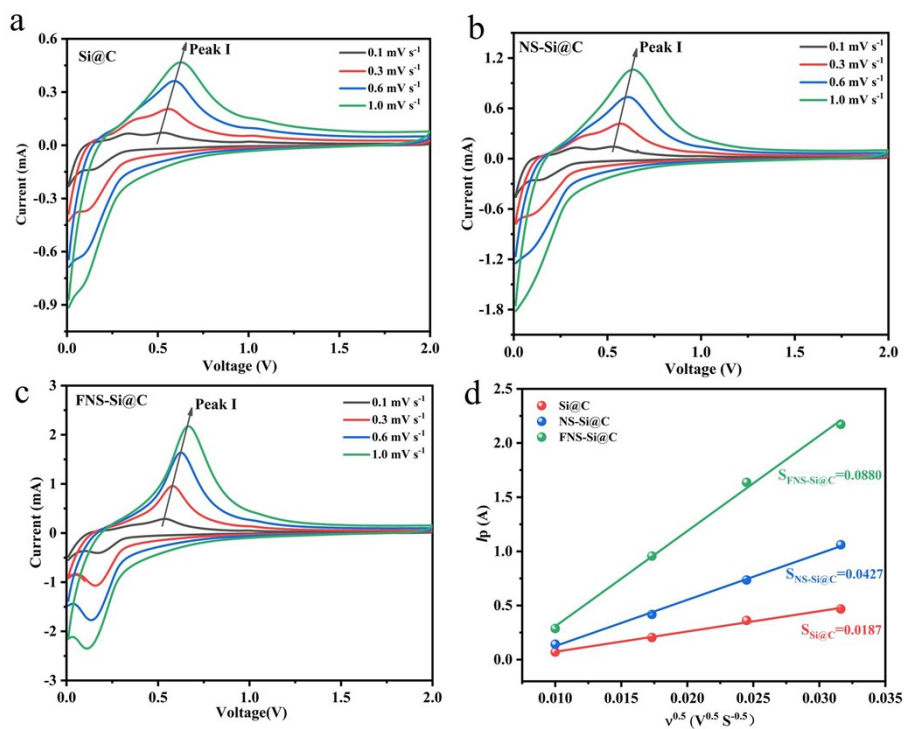 a
Si@C
Peak I
0.1 mV s⁻¹
0.3 mV s⁻¹
0.6 mV s⁻¹
1.0 mV s⁻¹
0.6
0.3
0.0
-0.3
-0.6
-0.9
Current (mA)
0.0 0.5 1.0 1.5 2.0
Voltage (V)
b
NS-Si@C
Peak I
0.1 mV s⁻¹
0.3 mV s⁻¹
0.6 mV s⁻¹
1.0 mV s⁻¹
1.2
0.6
0.0
-0.6
-1.2
-1.8
Current (mA)
0.0 0.5 1.0 1.5 2.0
Voltage (V)
c
FNS-Si@C
Peak I
0.1 mV s⁻¹
0.3 mV s⁻¹
0.6 mV s⁻¹
1.0 mV s⁻¹
3
2
1
0
-1
-2
-3
Current (mA)
0.0 0.5 1.0 1.5 2.0
Voltage(V)
d
Si@C
NS-Si@C
FNS-Si@C
2.5
2.0
1.5
1.0
0.5
0.0
Ip (A)
S_FNS-Si@C=0.0880
S_NS-Si@C=0.0427
S_Si@C=0.0187
0.010 0.015 0.020 0.025 0.030 0.035
ν^0.5 (V^0.5 S^-0.5)